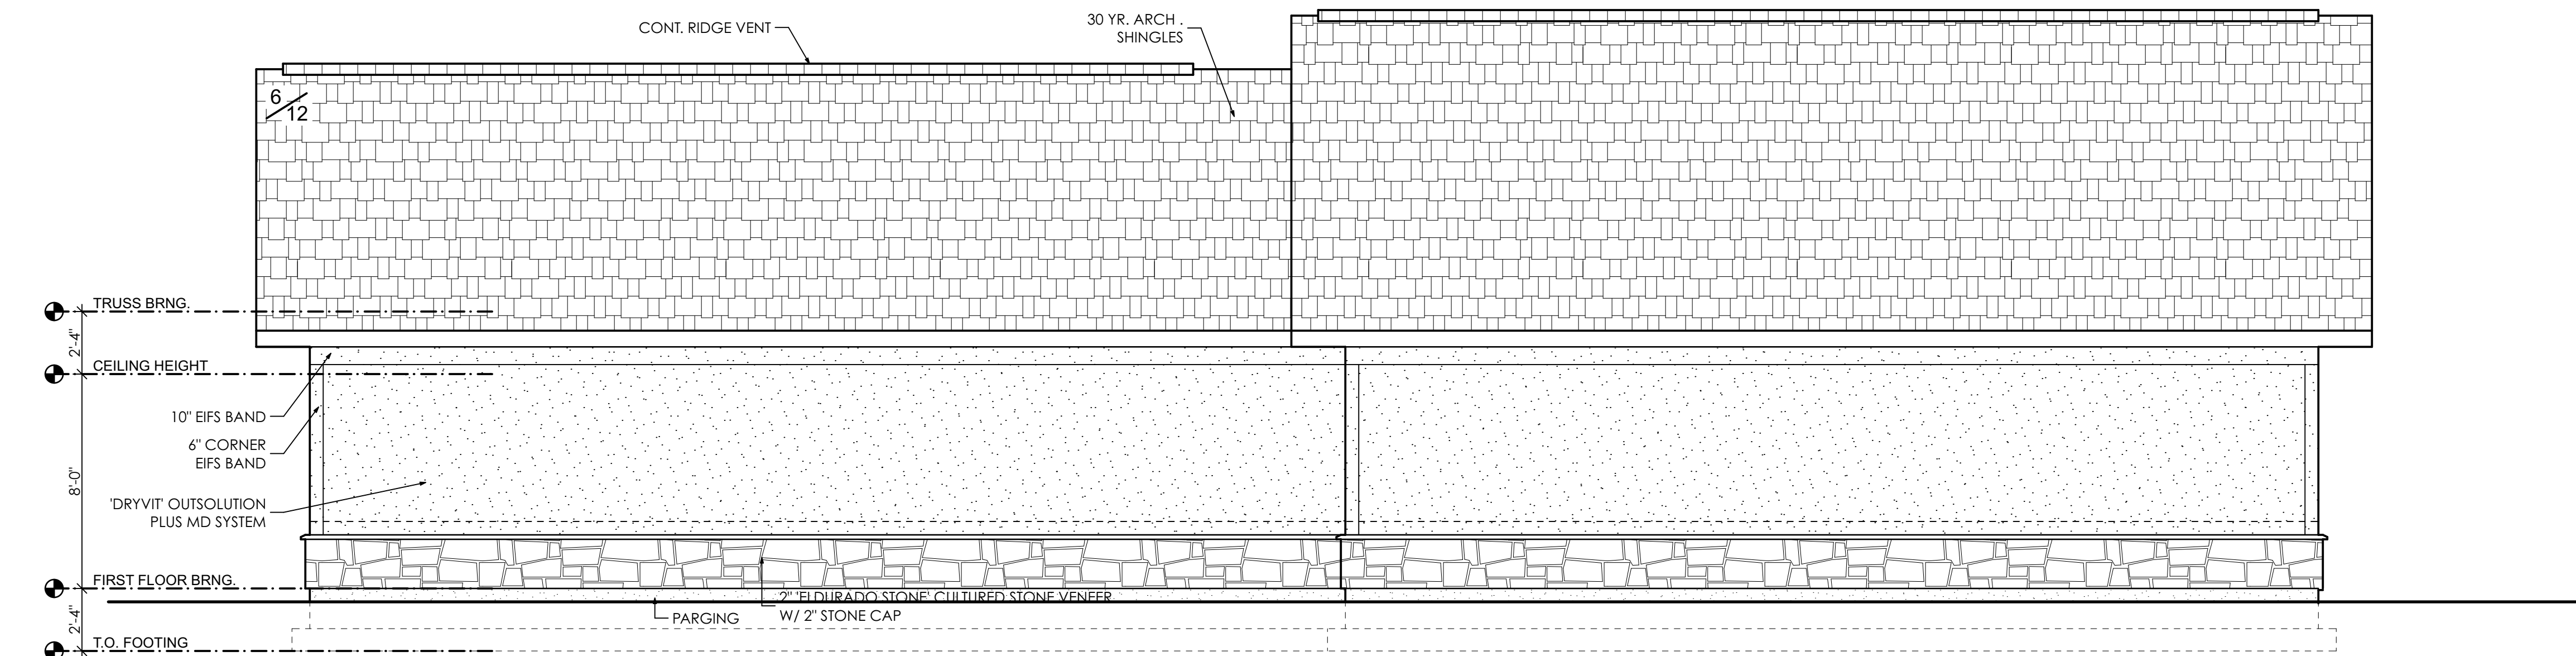 CONT. RIDGE VENT
30 YR. ARCH .
SHINGLES
6
12
TRUSS BRNG.
2'-4"
CEILING HEIGHT
10" EIFS BAND
6" CORNER
EIFS BAND
8'-0"
'DRYVIT' OUTSOLUTION
PLUS MD SYSTEM
FIRST FLOOR BRNG.
2" 'ELDURADO STONE' CULTURED STONE VENEER
W/ 2" STONE CAP
PARGING
2'-4"
T.O. FOOTING